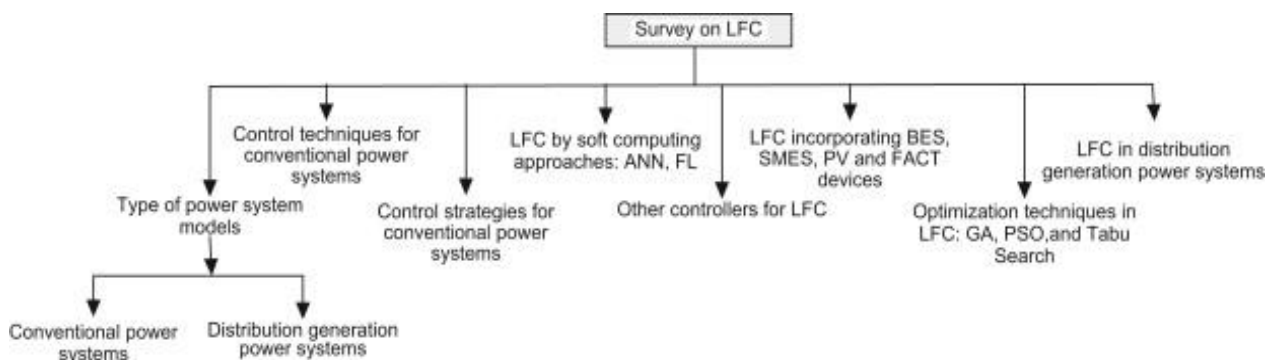 Survey on LFC
Control techniques for
conventional power
systems
LFC by soft computing
approaches: ANN, FL
LFC incorporating BES,
SMES, PV and FACT
devices
LFC in distribution
generation power systems
Type of power system
models
Control strategies for
conventional power
systems
Other controllers for LFC
Optimization techniques in
LFC: GA, PSO,and Tabu
Search
Conventional power
systems
Distribution generation
power systems